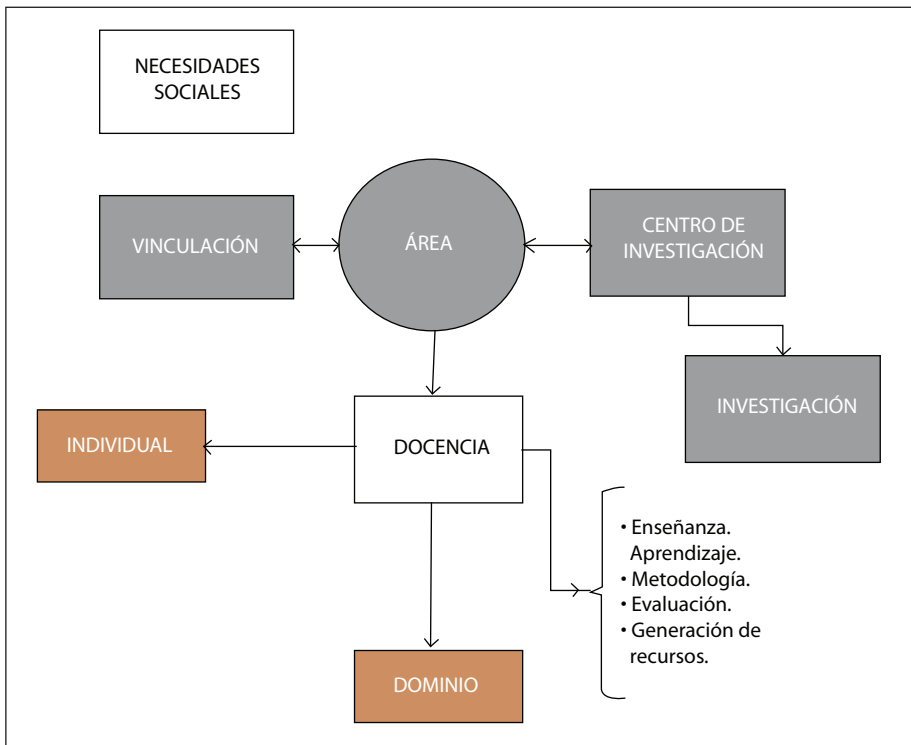 NECESIDADES
SOCIALES
VINCULACIÓN
ÁREA
CENTRO DE
INVESTIGACIÓN
INVESTIGACIÓN
INDIVIDUAL
DOCENCIA
• Enseñanza.
Aprendizaje.
• Metodología.
• Evaluación.
• Generación de
recursos.
DOMINIO